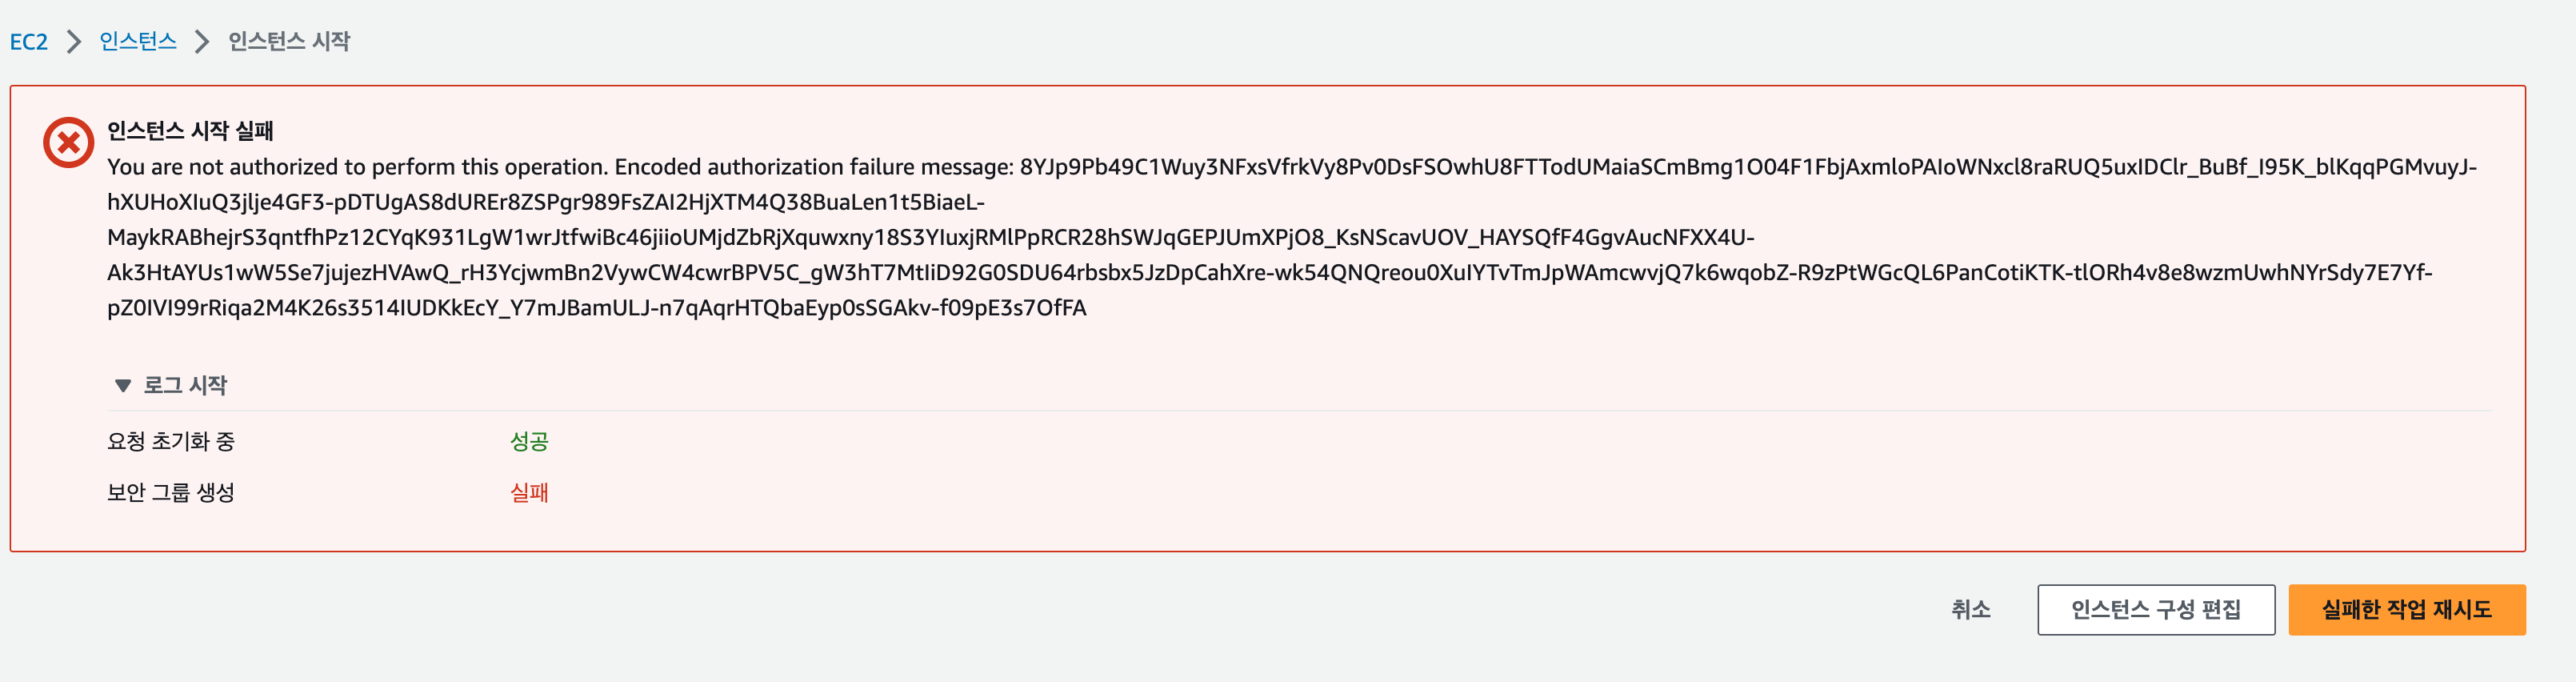 EC2 > 인스턴스 > 인스턴스 시작
인스턴스 시작 실패
You are not authorized to perform this operation. Encoded authorization failure message: 8YJp9Pb49C1Wuy3NFxsVfrkVy8Pv0DsFSOwhU8FTTodUMaiaSCmBmg1O04F1FbjAxmloPAIoWNxcl8raRUQ5uxIDClr_BuBf_I95K_blKqqPGMvuyJ-
hXUHoXIuQ3jlje4GF3-pDTUgAS8dUREr8ZSPgr989FsZAI2HjXTM4Q38BuaLen1t5BiaeL-
MaykRABhejrS3qntfhPz12CYqK931LgW1wrJtfwiBc46jiioUMjdZbRjXquwxny18S3YIuxjRMlPpRCR28hSWJqGEPJUmXPjO8_KsNScavUOV_HAYSQfF4GgvAucNFXX4U-
Ak3HtAYUs1wW5Se7jujezHVAwQ_rH3YcjwmBn2VywCW4cwrBPV5C_gW3hT7MtIiD92G0SDU64rbsbx5JzDpCahXre-wk54QNQreou0XuIYTvTmJpWAmcwvjQ7k6wqobZ-R9zPtWGcQL6PanCotiKTK-tlORh4v8e8wzmUwhNYrSdy7E7Yf-
pZ0IVI99rRiqa2M4K26s3514IUDKkEcY_Y7mJBamULJ-n7qAqrHTQbaEyp0sSGAkv-f09pE3s7OfFA
▼ 로그 시작
요청 초기화 중 성공
보안 그룹 생성 실패
취소 인스턴스 구성 편집 실패한 작업 재시도